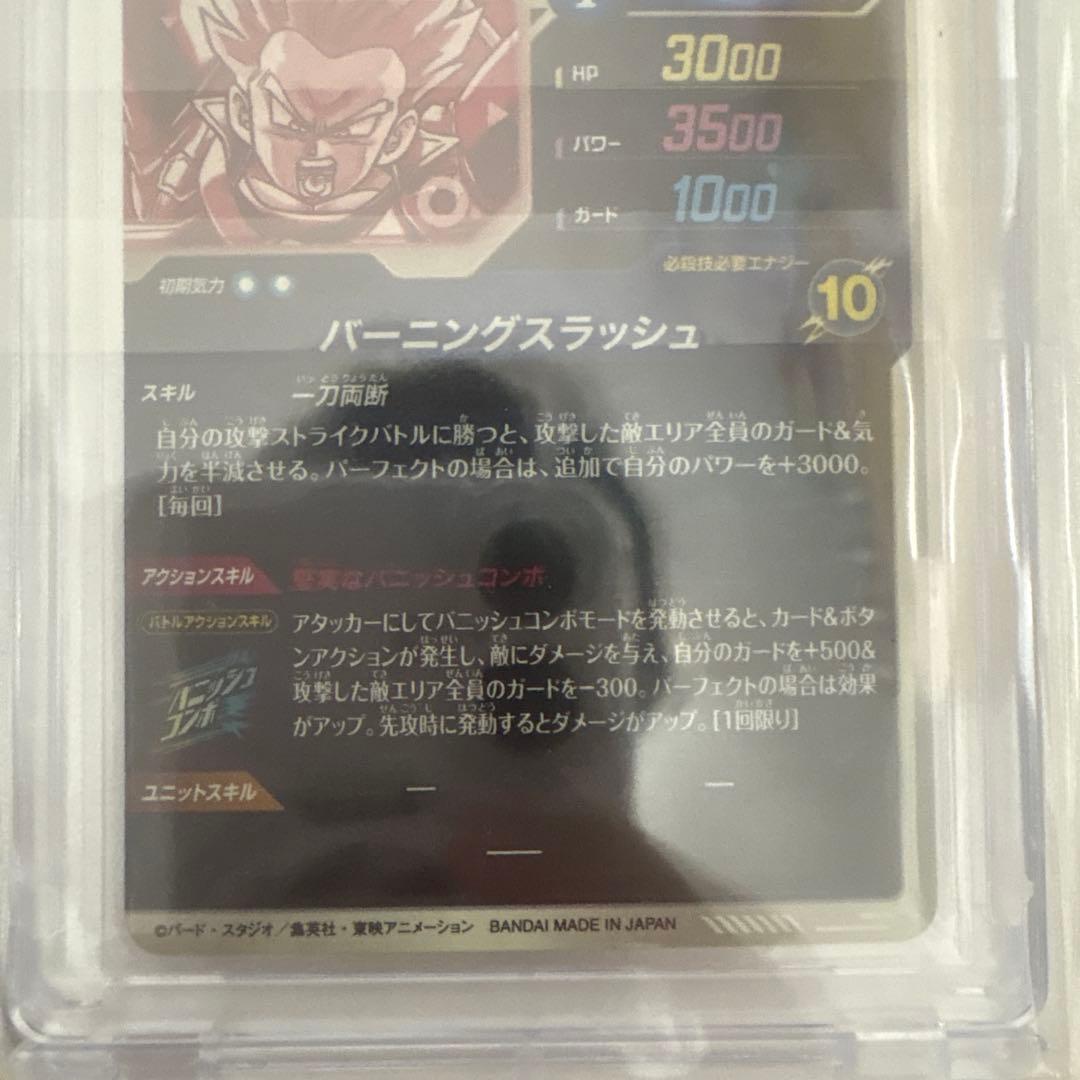 HP 3000
パワー 3500
ガード 1000
必殺技必要エナジー
10
初期気力
バーニングスラッシュ
スキル 一刀両断
いっ とう りょう だん
自分の攻撃ストライクバトルに勝つと、攻撃した敵エリア全員のガード&気
力を半減させる。パーフェクトの場合は、追加で自分のパワーを+3000。
[毎回]
アクションスキル 堅実なバニッシュコンボ
バトルアクションスキル
バニッシュ
コンボ
アタッカーにしてバニッシュコンボモードを発動させると、カード&ボタ
ンアクションが発生し、敵にダメージを与え、自分のガードを+500&
攻撃した敵エリア全員のガードを-300。パーフェクトの場合は効果
がアップ。先攻時に発動するとダメージがアップ。[1回限り]
ユニットスキル
©バード・スタジオ/集英社・東映アニメーション BANDAI MADE IN JAPAN